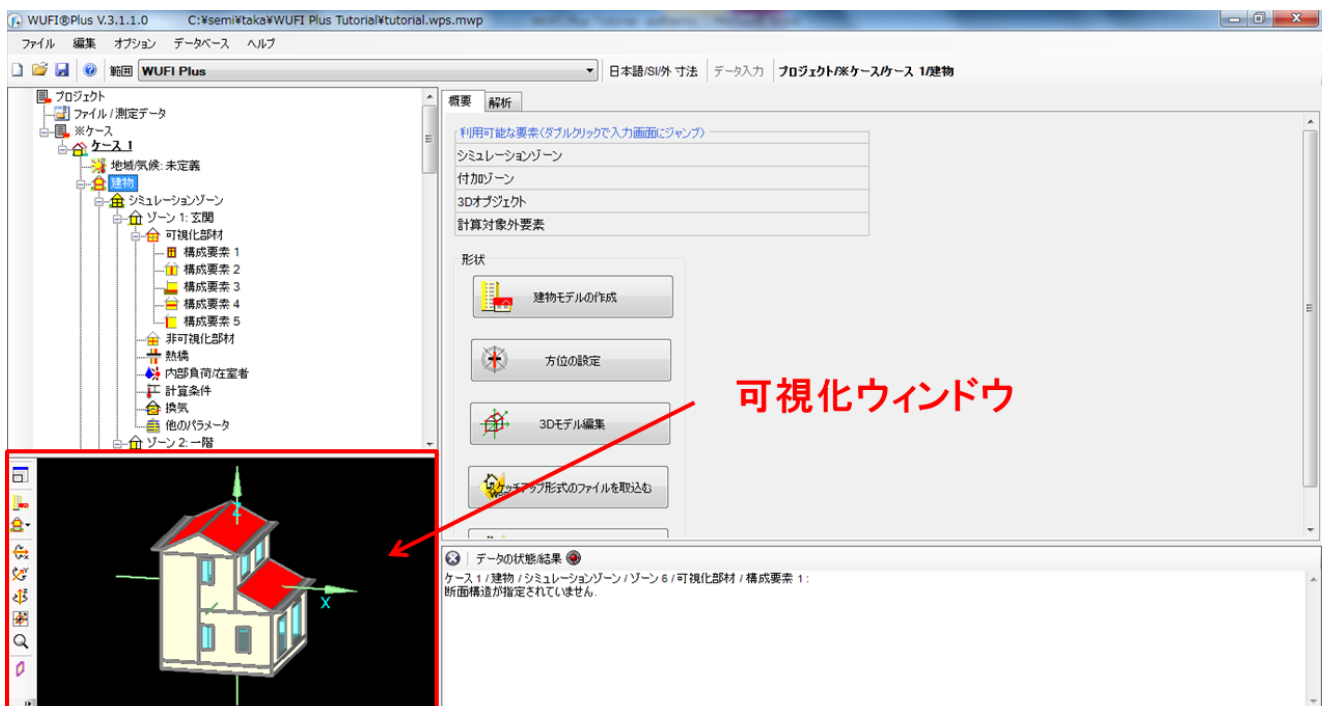 WUFI®Plus V.3.1.1.0 C:¥semi¥taka¥WUFI Plus Tutorial¥tutorial.wps.mwp
ファイル 編集 オプション データベース ヘルプ
範囲 WUFI Plus 日本語/SI/外 寸法 データ入力 プロジェクト/※ケース/ケース 1/建物
プロジェクト
ファイル / 測定データ
※ケース
ケース 1
地域/気候: 未定義
建物
シミュレーションゾーン
ゾーン 1: 玄関
可視化部材
構成要素 1
構成要素 2
構成要素 3
構成要素 4
構成要素 5
非可視化部材
熱橋
内部負荷/在室者
計算条件
換気
他のパラメータ
ゾーン 2: 一階
概要 解析
利用可能な要素(ダブルクリックで入力画面にジャンプ)
シミュレーションゾーン
付加ゾーン
3Dオブジェクト
計算対象外要素
形状
建物モデルの作成
方位の設定
3Dモデル編集
ケッチアップ形式のファイルを取込む
可視化ウィンドウ
Z
X
データの状態/結果
ケース 1 / 建物 / シミュレーションゾーン / ゾーン 6 / 可視化部材 / 構成要素 1 :
断面構造が指定されていません.